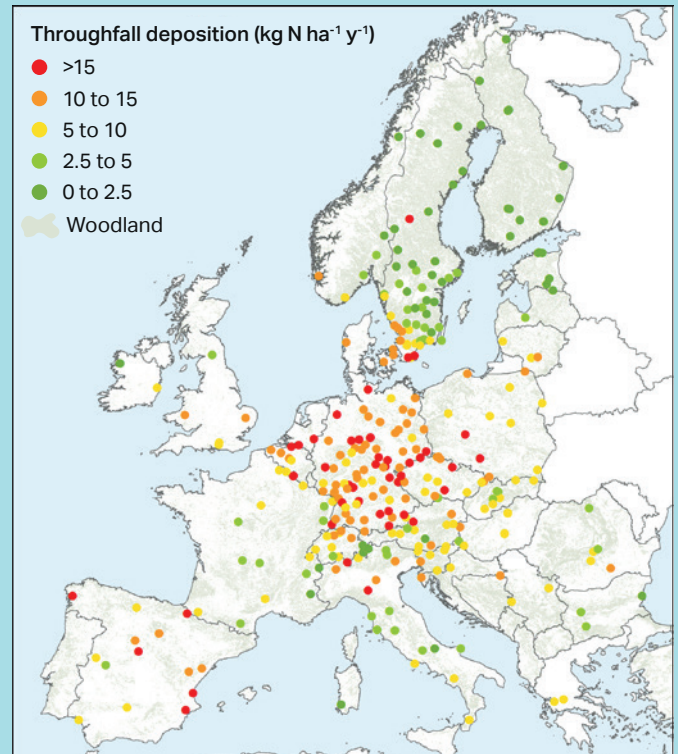 Throughfall deposition (kg N ha⁻¹ y⁻¹)
>15
10 to 15
5 to 10
2.5 to 5
0 to 2.5
Woodland